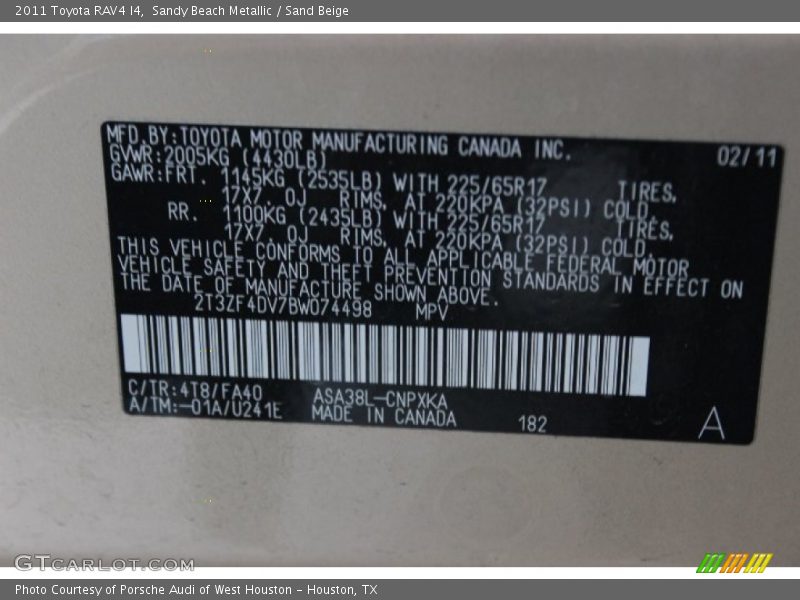 2011 Toyota RAV4 I4,  Sandy Beach Metallic / Sand Beige
MFD.BY:TOYOTA MOTOR MANUFACTURING CANADA INC. 02/11
GVWR:2005KG (4430LB)
GAWR:FRT. 1145KG (2535LB) WITH 225/65R17 TIRES,
17X7.0J RIMS, AT 220KPA (32PSI) COLD.
RR. 1100KG (2435LB) WITH 225/65R17 TIRES,
17X7.0J RIMS, AT 220KPA (32PSI) COLD.
THIS VEHICLE CONFORMS TO ALL APPLICABLE FEDERAL MOTOR
VEHICLE SAFETY AND THEFT PREVENTION STANDARDS IN EFFECT ON
THE DATE OF MANUFACTURE SHOWN ABOVE.
2T3ZF4DV7BW074498 MPV
C/TR:4T8/FA40 ASA38L-CNPXKA
A/TM:-01A/U241E MADE IN CANADA 182 A
GTCARLOT.COM
Photo Courtesy of Porsche Audi of West Houston - Houston, TX